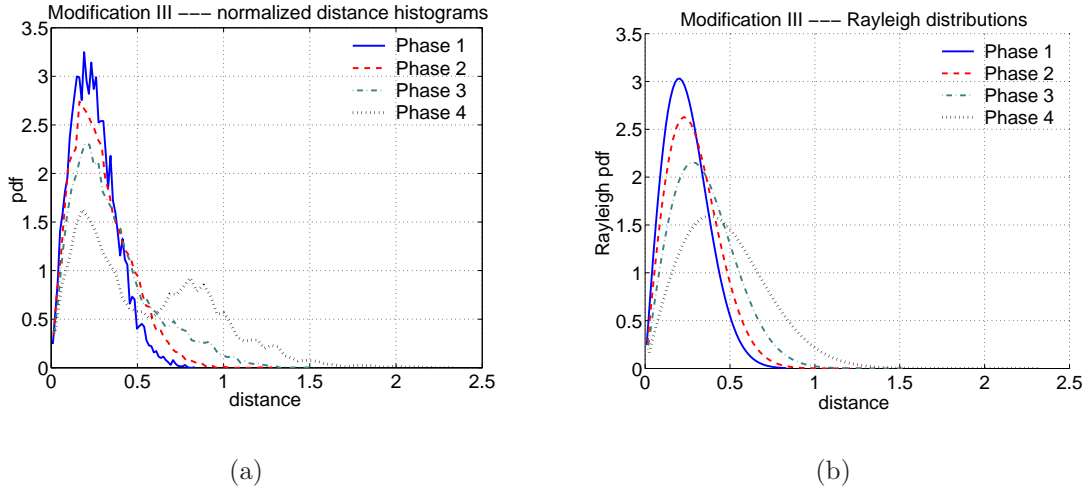 Modification III −−− normalized distance histograms
3.5
3
2.5
2
1.5
1
0.5
0
pdf
Phase 1
Phase 2
Phase 3
Phase 4
0 0.5 1 1.5 2 2.5
distance
(a)
Modification III −−− Rayleigh distributions
3.5
3
2.5
2
1.5
1
0.5
0
Rayleigh pdf
Phase 1
Phase 2
Phase 3
Phase 4
0 0.5 1 1.5 2 2.5
distance
(b)